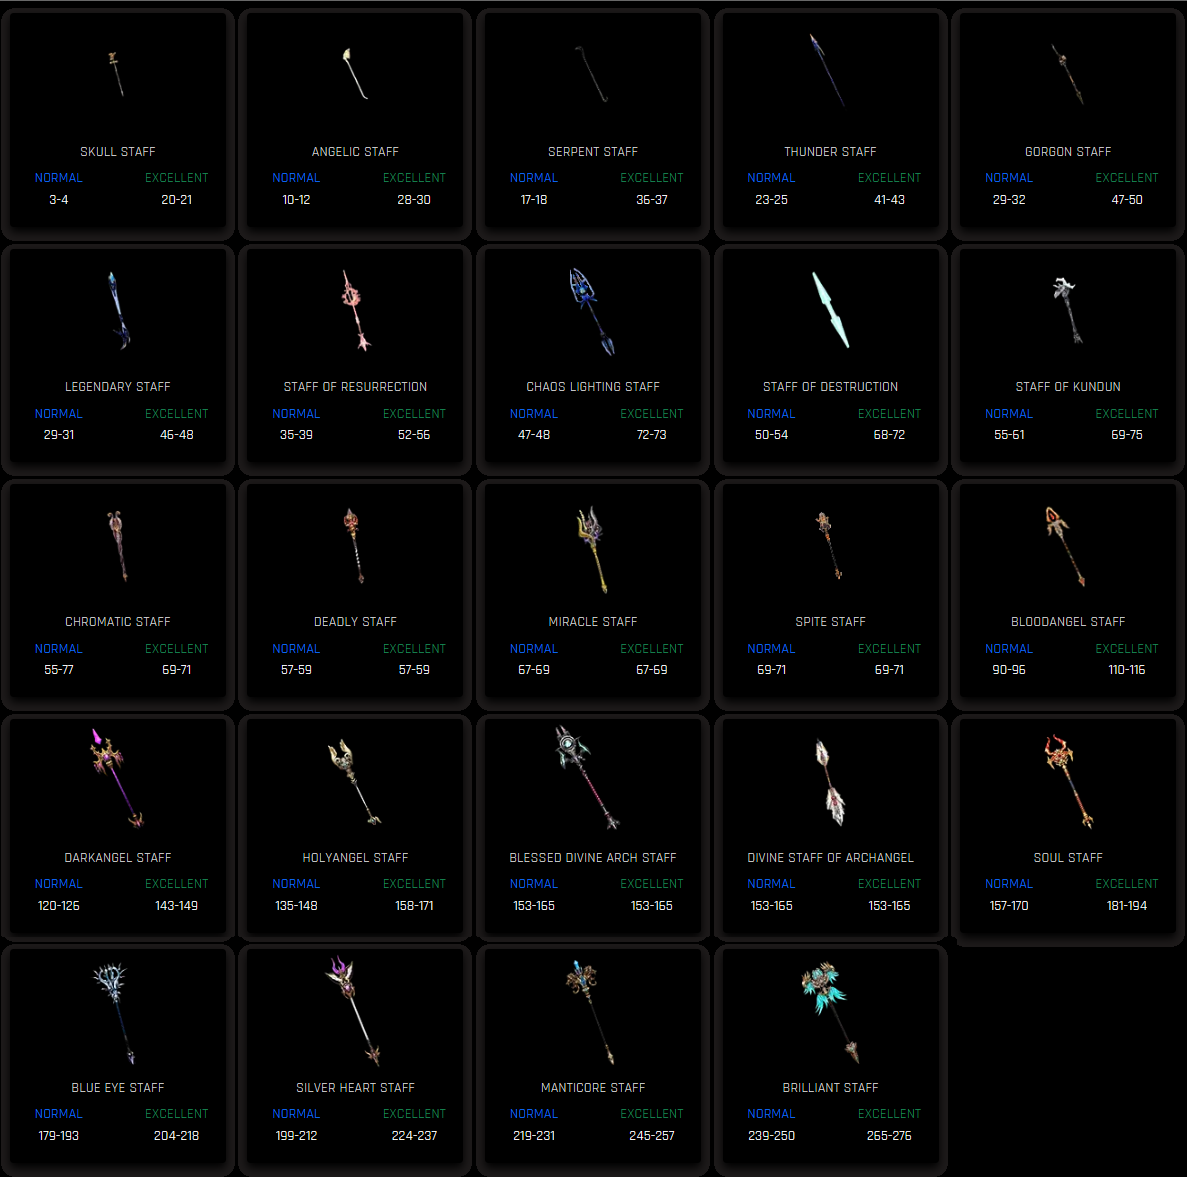 SKULL STAFF
NORMAL EXCELLENT
3-4 20-21
ANGELIC STAFF
NORMAL EXCELLENT
10-12 28-30
SERPENT STAFF
NORMAL EXCELLENT
17-18 36-37
THUNDER STAFF
NORMAL EXCELLENT
23-25 41-43
GORGON STAFF
NORMAL EXCELLENT
29-32 47-50
LEGENDARY STAFF
NORMAL EXCELLENT
29-31 46-48
STAFF OF RESURRECTION
NORMAL EXCELLENT
35-39 52-56
CHAOS LIGHTING STAFF
NORMAL EXCELLENT
47-48 72-73
STAFF OF DESTRUCTION
NORMAL EXCELLENT
50-54 68-72
STAFF OF KUNDUN
NORMAL EXCELLENT
55-61 69-75
CHROMATIC STAFF
NORMAL EXCELLENT
55-77 69-71
DEADLY STAFF
NORMAL EXCELLENT
57-59 57-59
MIRACLE STAFF
NORMAL EXCELLENT
67-69 67-69
SPITE STAFF
NORMAL EXCELLENT
69-71 69-71
BLOODANGEL STAFF
NORMAL EXCELLENT
90-96 110-116
DARKANGEL STAFF
NORMAL EXCELLENT
120-126 143-149
HOLYANGEL STAFF
NORMAL EXCELLENT
135-148 158-171
BLESSED DIVINE ARCH STAFF
NORMAL EXCELLENT
153-165 153-165
DIVINE STAFF OF ARCHANGEL
NORMAL EXCELLENT
153-165 153-165
SOUL STAFF
NORMAL EXCELLENT
157-170 181-194
BLUE EYE STAFF
NORMAL EXCELLENT
179-193 204-218
SILVER HEART STAFF
NORMAL EXCELLENT
199-212 224-237
MANTICORE STAFF
NORMAL EXCELLENT
219-231 245-257
BRILLIANT STAFF
NORMAL EXCELLENT
239-250 265-276